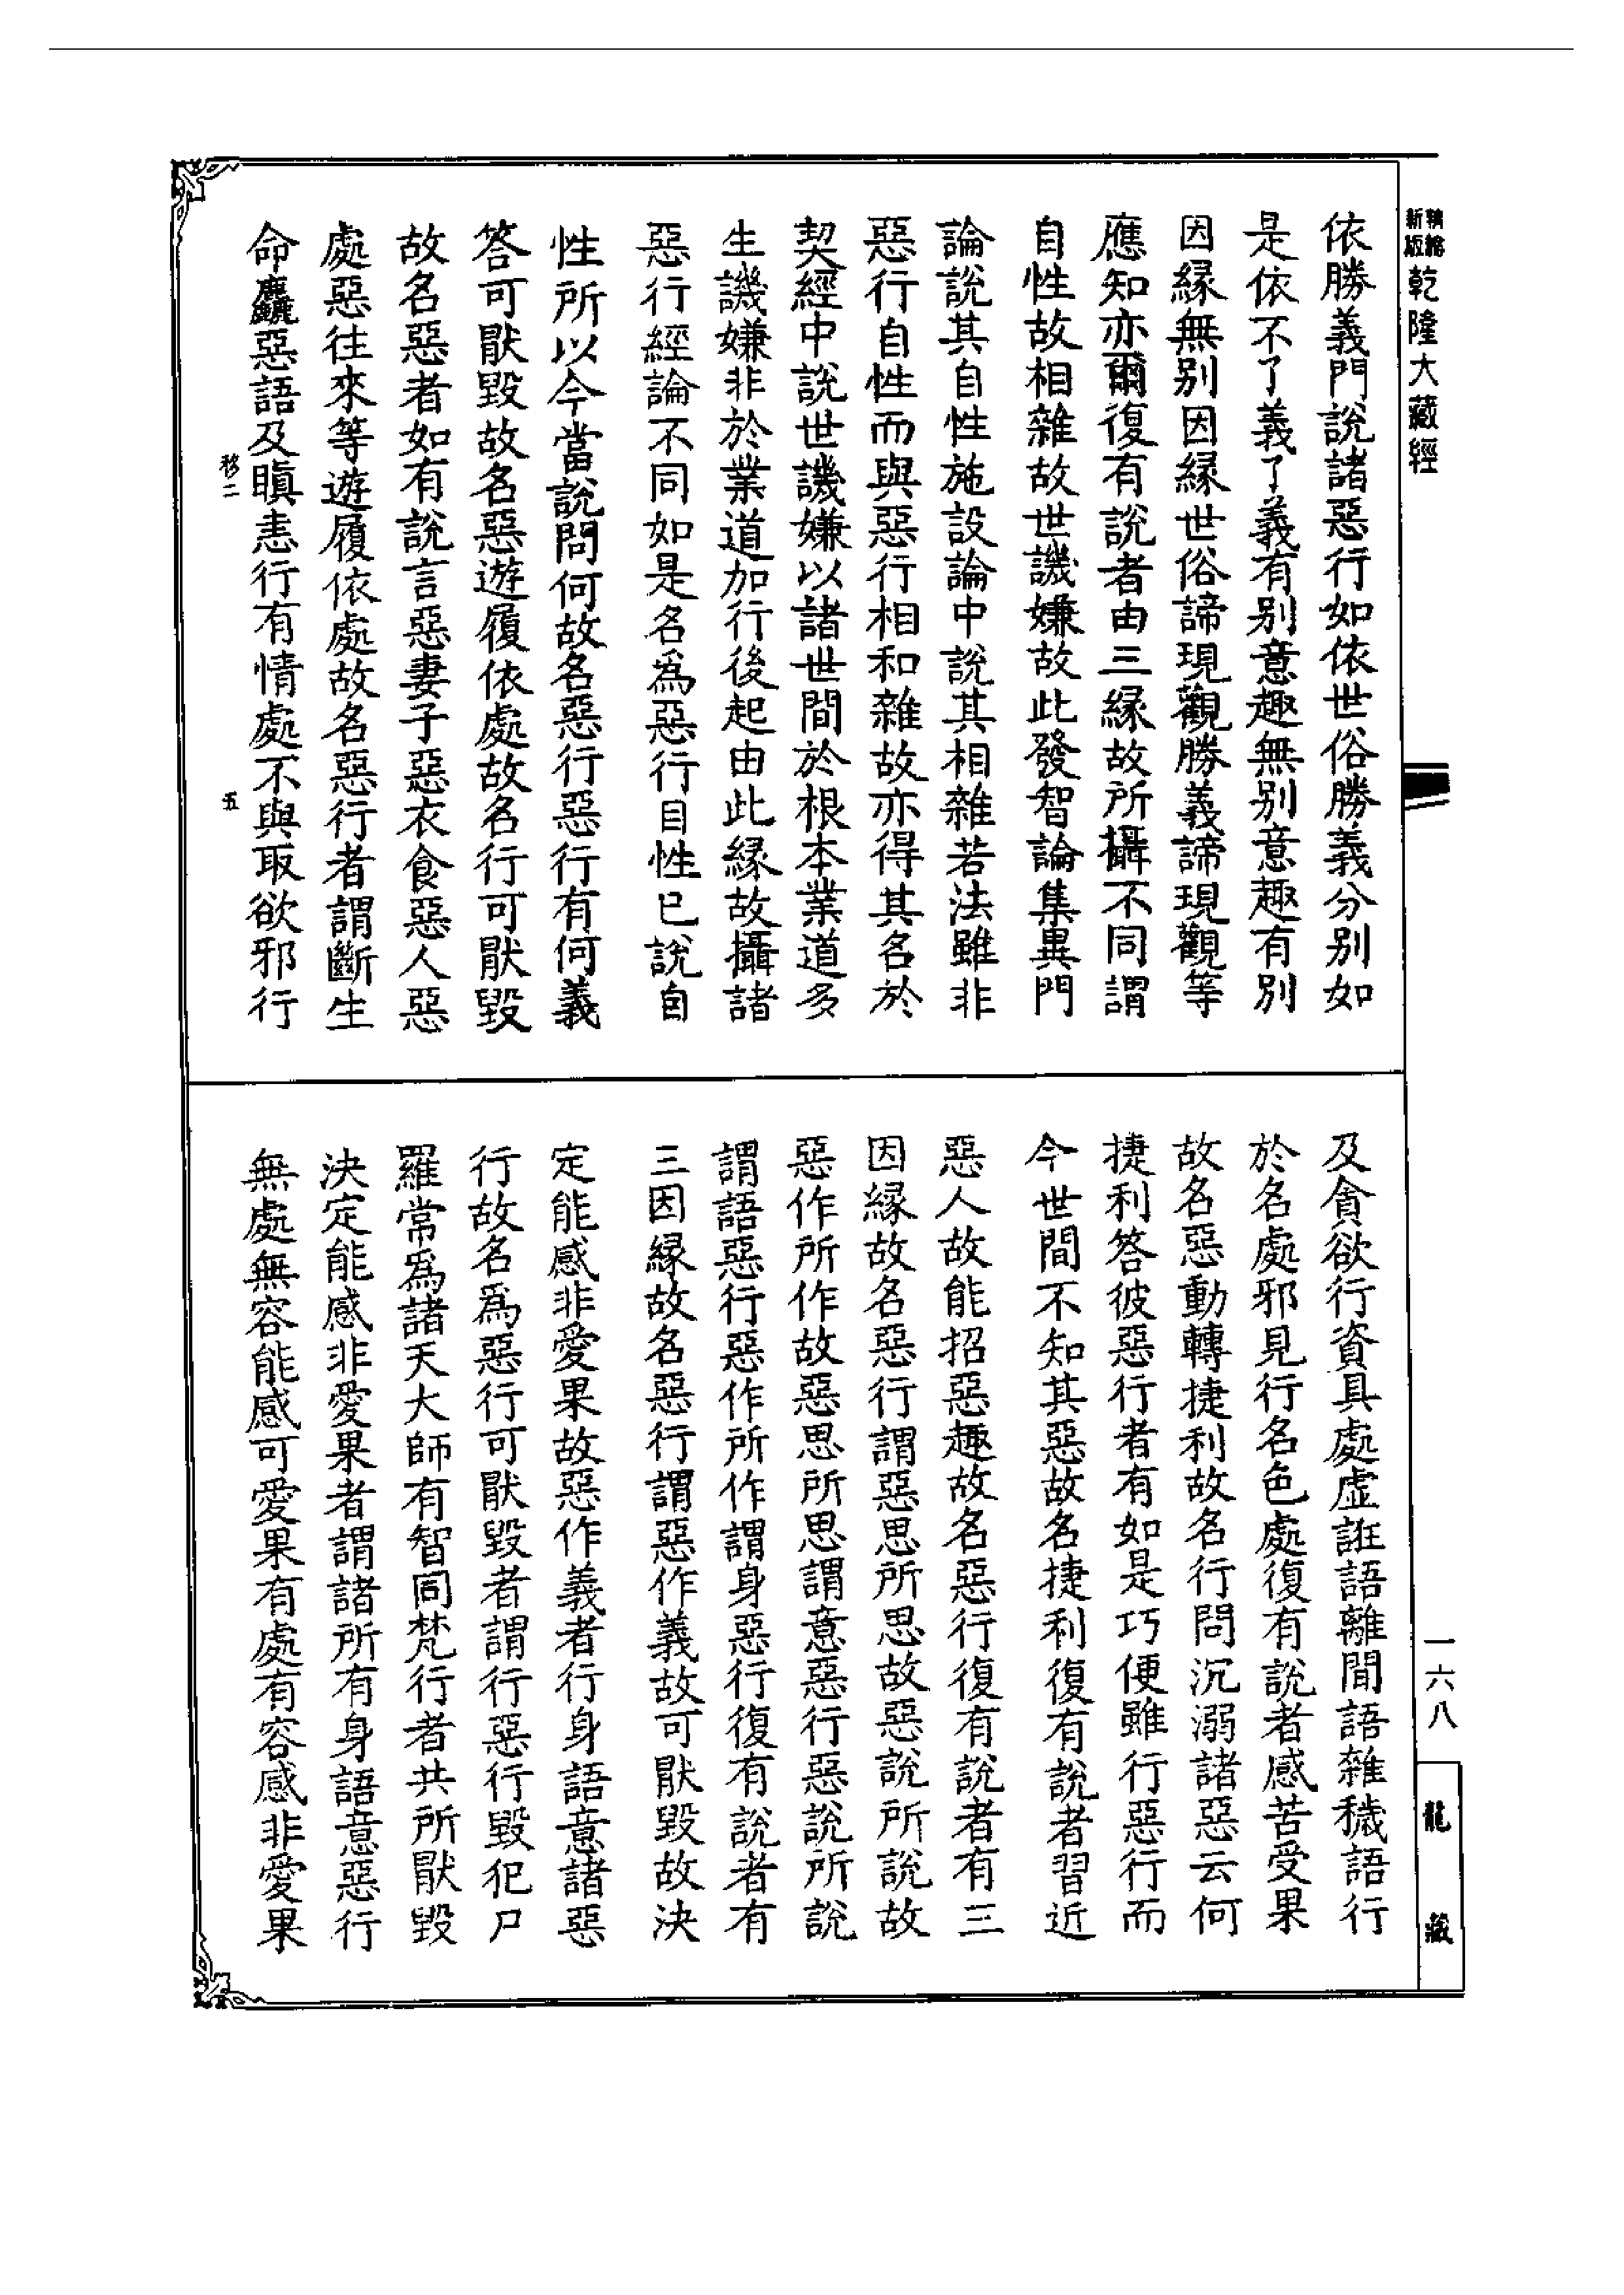 精縮新版乾隆大藏經
依勝義門說諸惡行如依世俗勝義分別如
是依不了義了義有別意趣無別意趣有別
因緣無別因緣世俗諦現觀勝義諦現觀等
應知亦爾復有說者由三緣故所攝不同謂
自性故相雜故世譏嫌故此發智論集異門
論說其自性施設論中說其相雜若法雖非
惡行自性而與惡行相和雜故亦得其名於
契經中說世譏嫌以諸世間於根本業道多
生譏嫌非於業道加行後起由此緣故攝諸
惡行經論不同如是名為惡行自性已說自
性所以今當說問何故名惡行惡行有何義
答可猒毀故名惡遊履依處故名行可猒毀
故名惡者如有說言惡妻子惡衣食惡人惡
處惡往來等遊履依處故名惡行者謂斷生
命麤惡語及瞋恚行有情處不與取欲邪行
移二 五
及貪欲行資具處虛誑語離間語雜穢語行
於名處邪見行名色處復有說者感苦受果
故名惡動轉捷利故名行問沉溺諸惡云何
捷利答彼惡行者有如是巧便雖行惡行而
今世間不知其惡故名捷利復有說者習近
惡人故能招惡趣故名惡行復有說者有三
因緣故名惡行謂惡思所思故惡說所說故
惡作所作故惡思所思謂意惡行惡說所說
謂語惡行惡作所作謂身惡行復有說者有
三因緣故名惡行謂惡作義故可猒毀故決
定能感非愛果故惡作義者行身語意諸惡
行故名為惡行可猒毀者謂行惡行毀犯尸
羅常為諸天大師有智同梵行者共所猒毀
決定能感非愛果者謂諸所有身語意惡行
無處無容能感可愛果有處有容感非愛果
一六八
龍藏